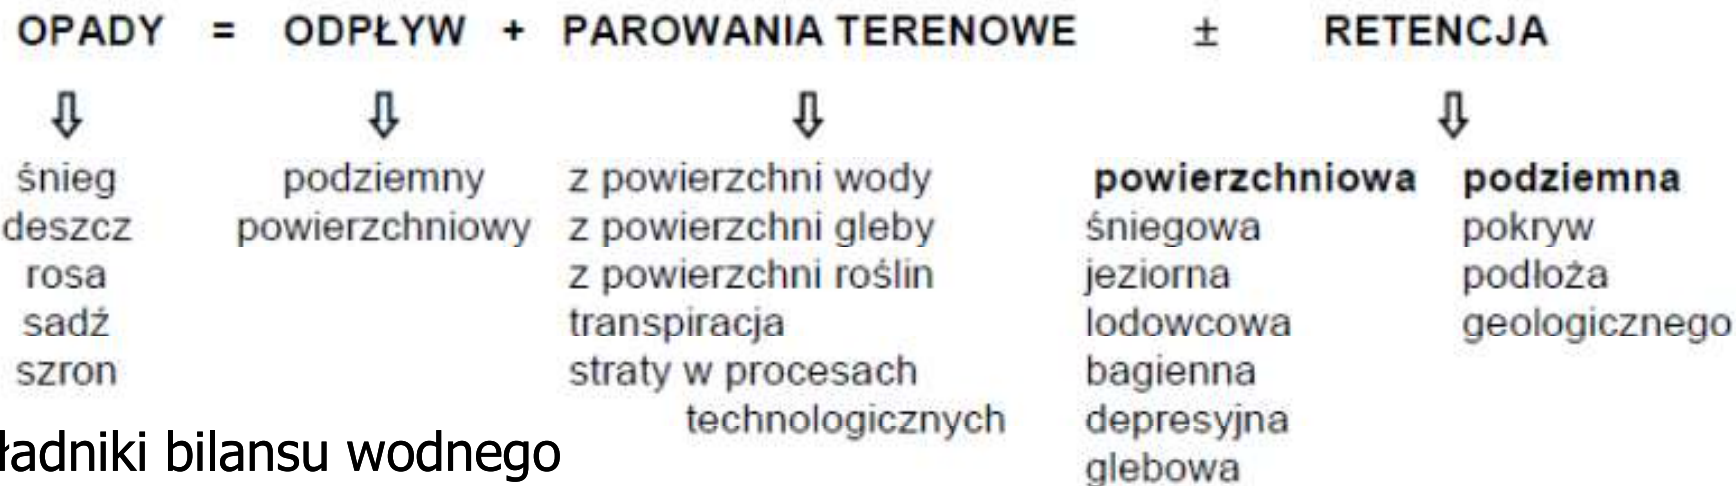 OPADY = ODPŁYW + PAROWANIA TERENOWE ± RETENCJA
śnieg podziemny z powierzchni wody powierzchniowa podziemna
deszcz powierzchniowy z powierzchni gleby śniegowa pokryw
rosa z powierzchni roślin jeziorna podłoża
sadź transpiracja lodowcowa geologicznego
szron straty w procesach bagienna
technologicznych depresyjna
ładniki bilansu wodnego glebowa